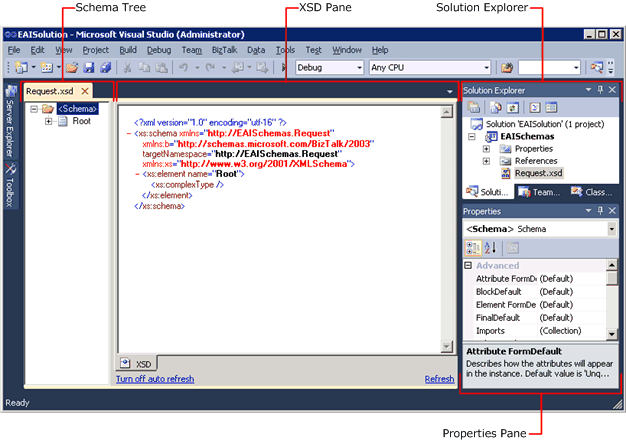 Schema Tree
XSD Pane
Solution Explorer
EAISolution - Microsoft Visual Studio (Administrator)
File Edit View Project Build Debug Team BizTalk Data Tools Test Window Help
Debug Any CPU
Server Explorer
Toolbox
Request.xsd
<Schema>
Root
<?xml version="1.0" encoding="utf-16" ?>
- <xs:schema xmlns="http://EAISchemas.Request"
xmlns:b="http://schemas.microsoft.com/BizTalk/2003"
targetNamespace="http://EAISchemas.Request"
xmlns:xs="http://www.w3.org/2001/XMLSchema">
- <xs:element name="Root">
<xs:complexType />
</xs:element>
</xs:schema>
XSD
Turn off auto refresh
Refresh
Solution Explorer
Solution 'EAISolution' (1 project)
EAISchemas
Properties
References
Request.xsd
Soluti... Team... Class...
Properties
<Schema> Schema
Advanced
Attribute FormDe (Default)
BlockDefault (Default)
Element FormDe (Default)
FinalDefault (Default)
Imports (Collection)
Attribute FormDefault
Describes how the attributes will appear
in the instance. Default value is 'Unq...
Ready
Properties Pane